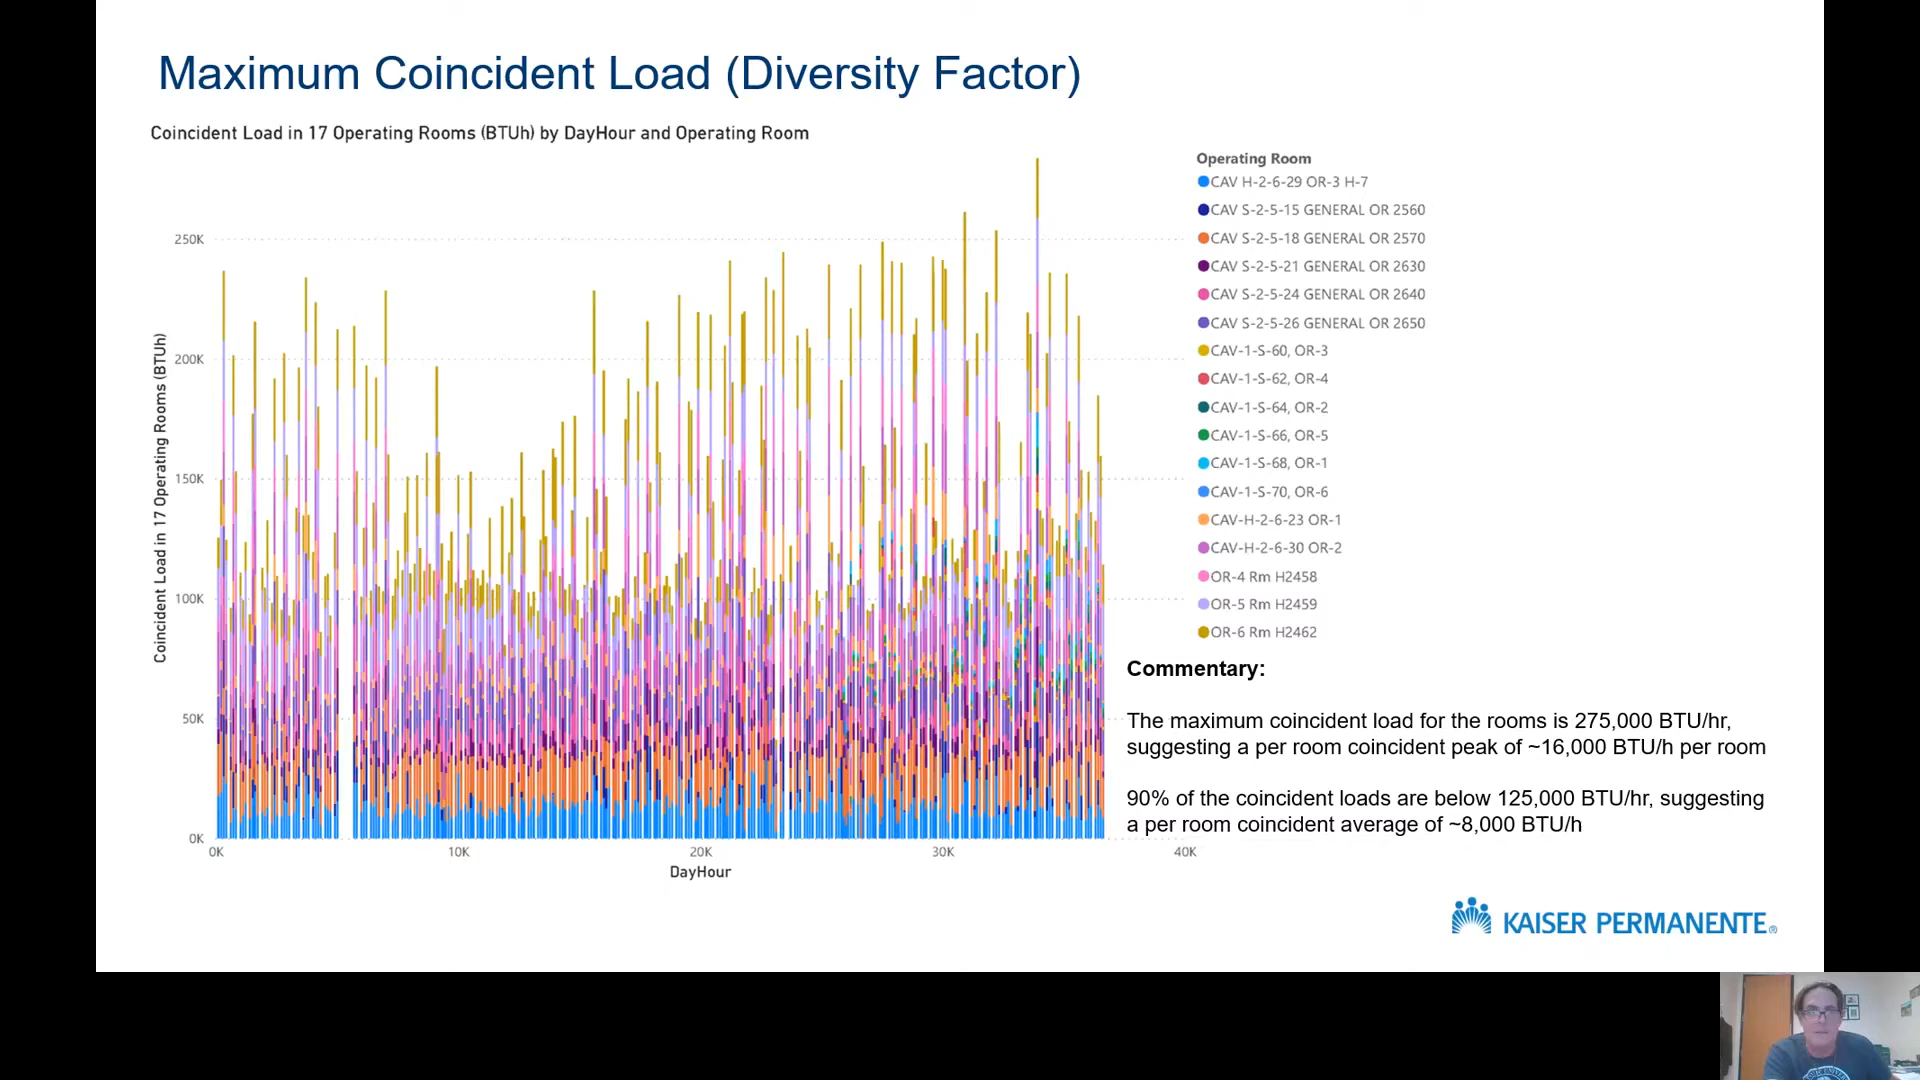 Maximum Coincident Load (Diversity Factor)
Coincident Load in 17 Operating Rooms (BTUh) by DayHour and Operating Room
Coincident Load in 17 Operating Rooms (BTUh)
250K
200K
150K
100K
50K
0K
0K
10K
20K
30K
40K
DayHour
Operating Room
CAV H-2-6-29 OR-3 H-7
CAV S-2-5-15 GENERAL OR 2560
CAV S-2-5-18 GENERAL OR 2570
CAV S-2-5-21 GENERAL OR 2630
CAV S-2-5-24 GENERAL OR 2640
CAV S-2-5-26 GENERAL OR 2650
CAV-1-S-60, OR-3
CAV-1-S-62, OR-4
CAV-1-S-64, OR-2
CAV-1-S-66, OR-5
CAV-1-S-68, OR-1
CAV-1-S-70, OR-6
CAV-H-2-6-23 OR-1
CAV-H-2-6-30 OR-2
OR-4 Rm H2458
OR-5 Rm H2459
OR-6 Rm H2462
Commentary:
The maximum coincident load for the rooms is 275,000 BTU/hr,
suggesting a per room coincident peak of ~16,000 BTU/h per room
90% of the coincident loads are below 125,000 BTU/hr, suggesting
a per room coincident average of ~8,000 BTU/h
KAISER PERMANENTE®